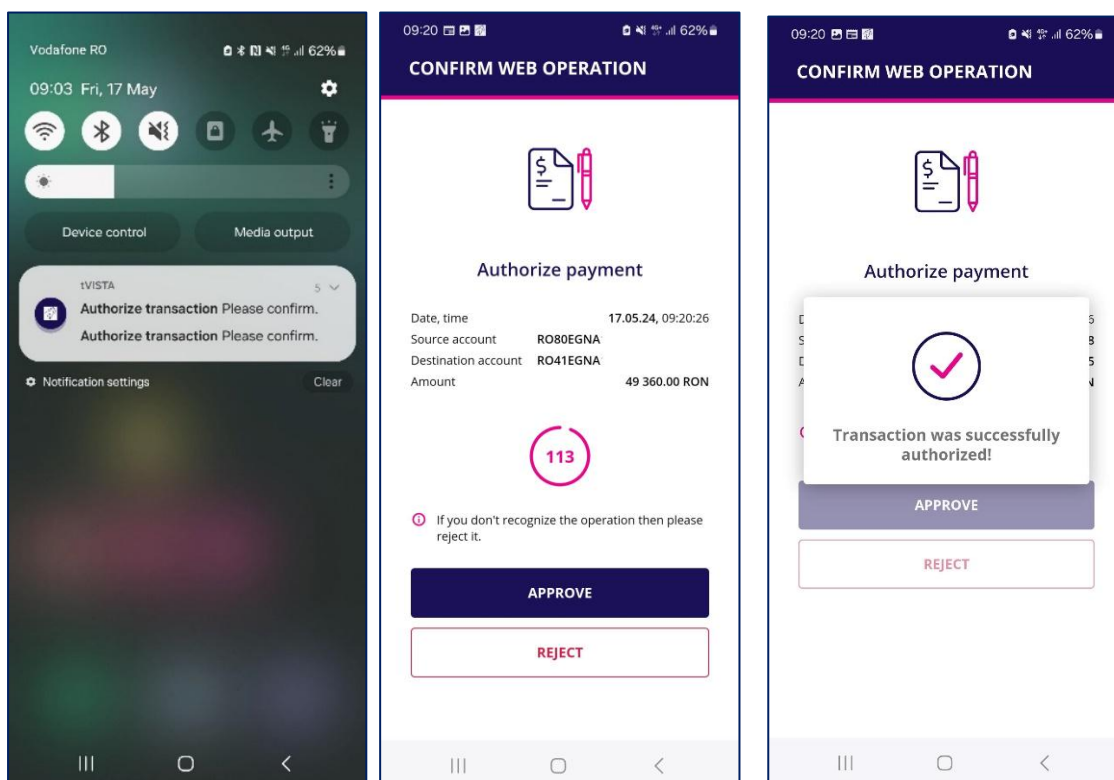 Vodafone RO 62%
09:03 Fri, 17 May
Device control Media output
tVISTA 5
Authorize transaction Please confirm.
Authorize transaction Please confirm.
Notification settings Clear
09:20 62%
CONFIRM WEB OPERATION
$
Authorize payment
Date, time 17.05.24, 09:20:26
Source account RO80EGNA
Destination account RO41EGNA
Amount 49 360.00 RON
113
If you don't recognize the operation then please
reject it.
APPROVE
REJECT
09:20 62%
CONFIRM WEB OPERATION
$
Authorize payment
6
8
5
Transaction was successfully
authorized!
APPROVE
REJECT